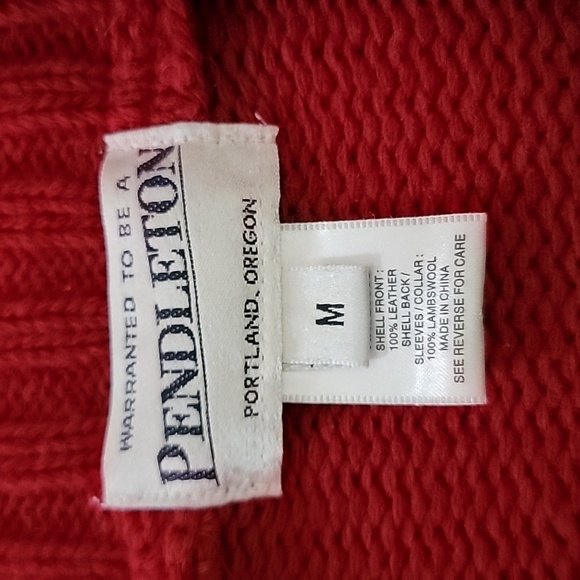 WARRANTED TO BE A
PENDLETON
PORTLAND, OREGON
M
SHELL FRONT:
100% LEATHER
SHELL BACK/
SLEEVES/COLLAR:
100% LAMBSWOOL
MADE IN CHINA
SEE REVERSE FOR CARE